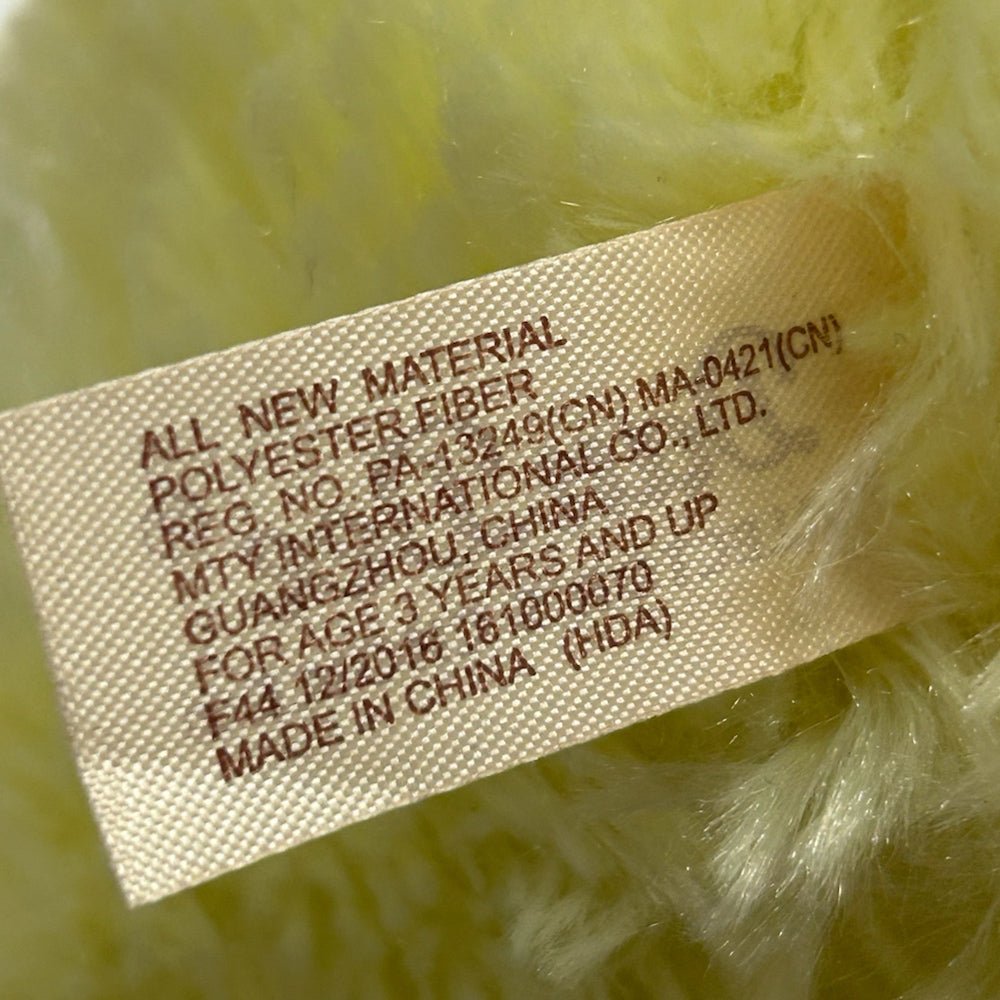 ALL NEW MATERIAL
POLYESTER FIBER
REG. NO. PA-13249(CN) MA-0421(CN)
MTY INTERNATIONAL CO., LTD.
GUANGZHOU, CHINA
FOR AGE 3 YEARS AND UP
F44 12/2016 161000070
MADE IN CHINA (HDA)